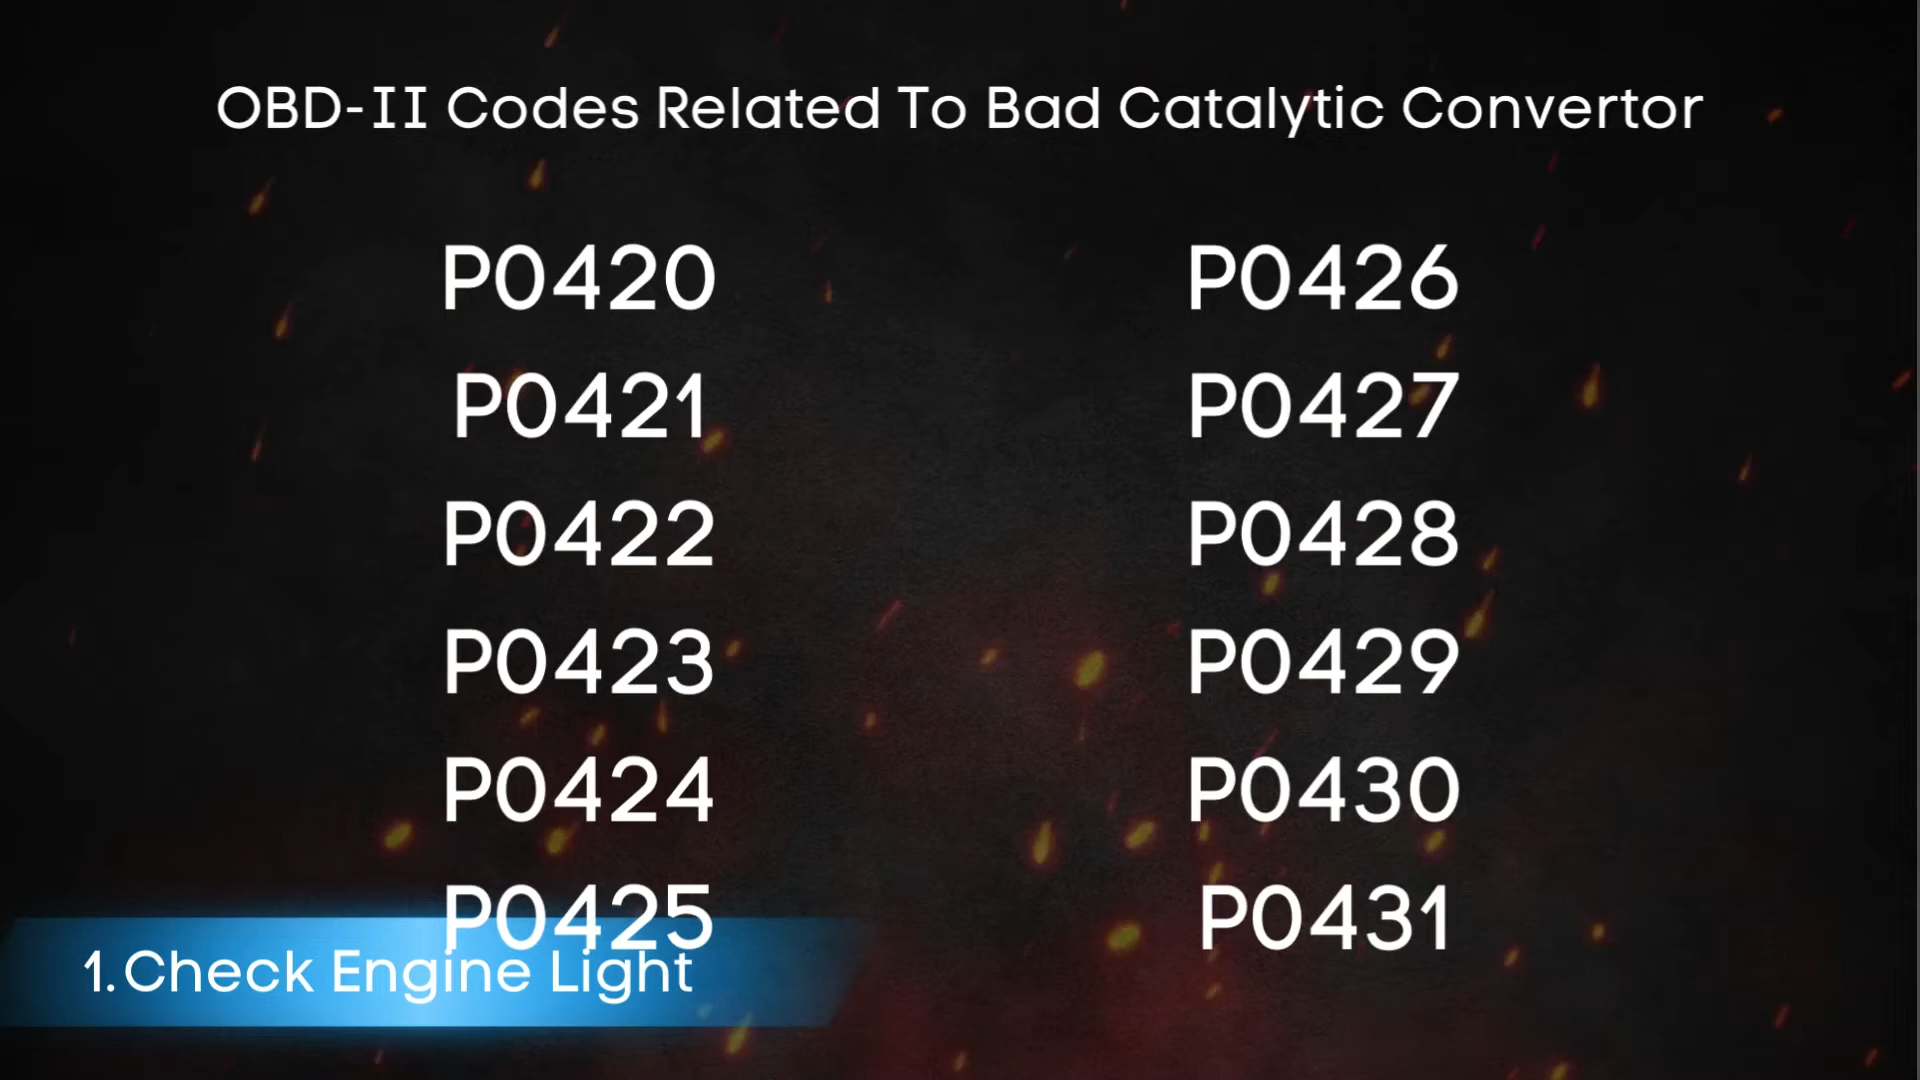 OBD-II Codes Related To Bad Catalytic Convertor
P0420
P0421
P0422
P0423
P0424
P0425
P0426
P0427
P0428
P0429
P0430
P0431
1. Check Engine Light